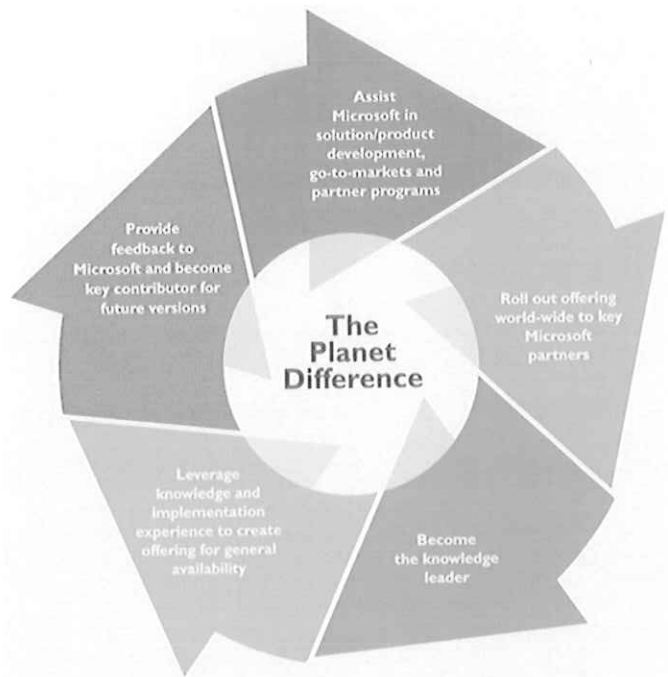 Assist
Microsoft in
solution/product
development,
go-to-markets and
partner programs
Roll out offering
world-wide to key
Microsoft
partners
Become
the knowledge
leader
Leverage
knowledge and
implementation
experience to create
offering for general
availability
Provide
feedback to
Microsoft and become
key contributor for
future versions
The
Planet
Difference